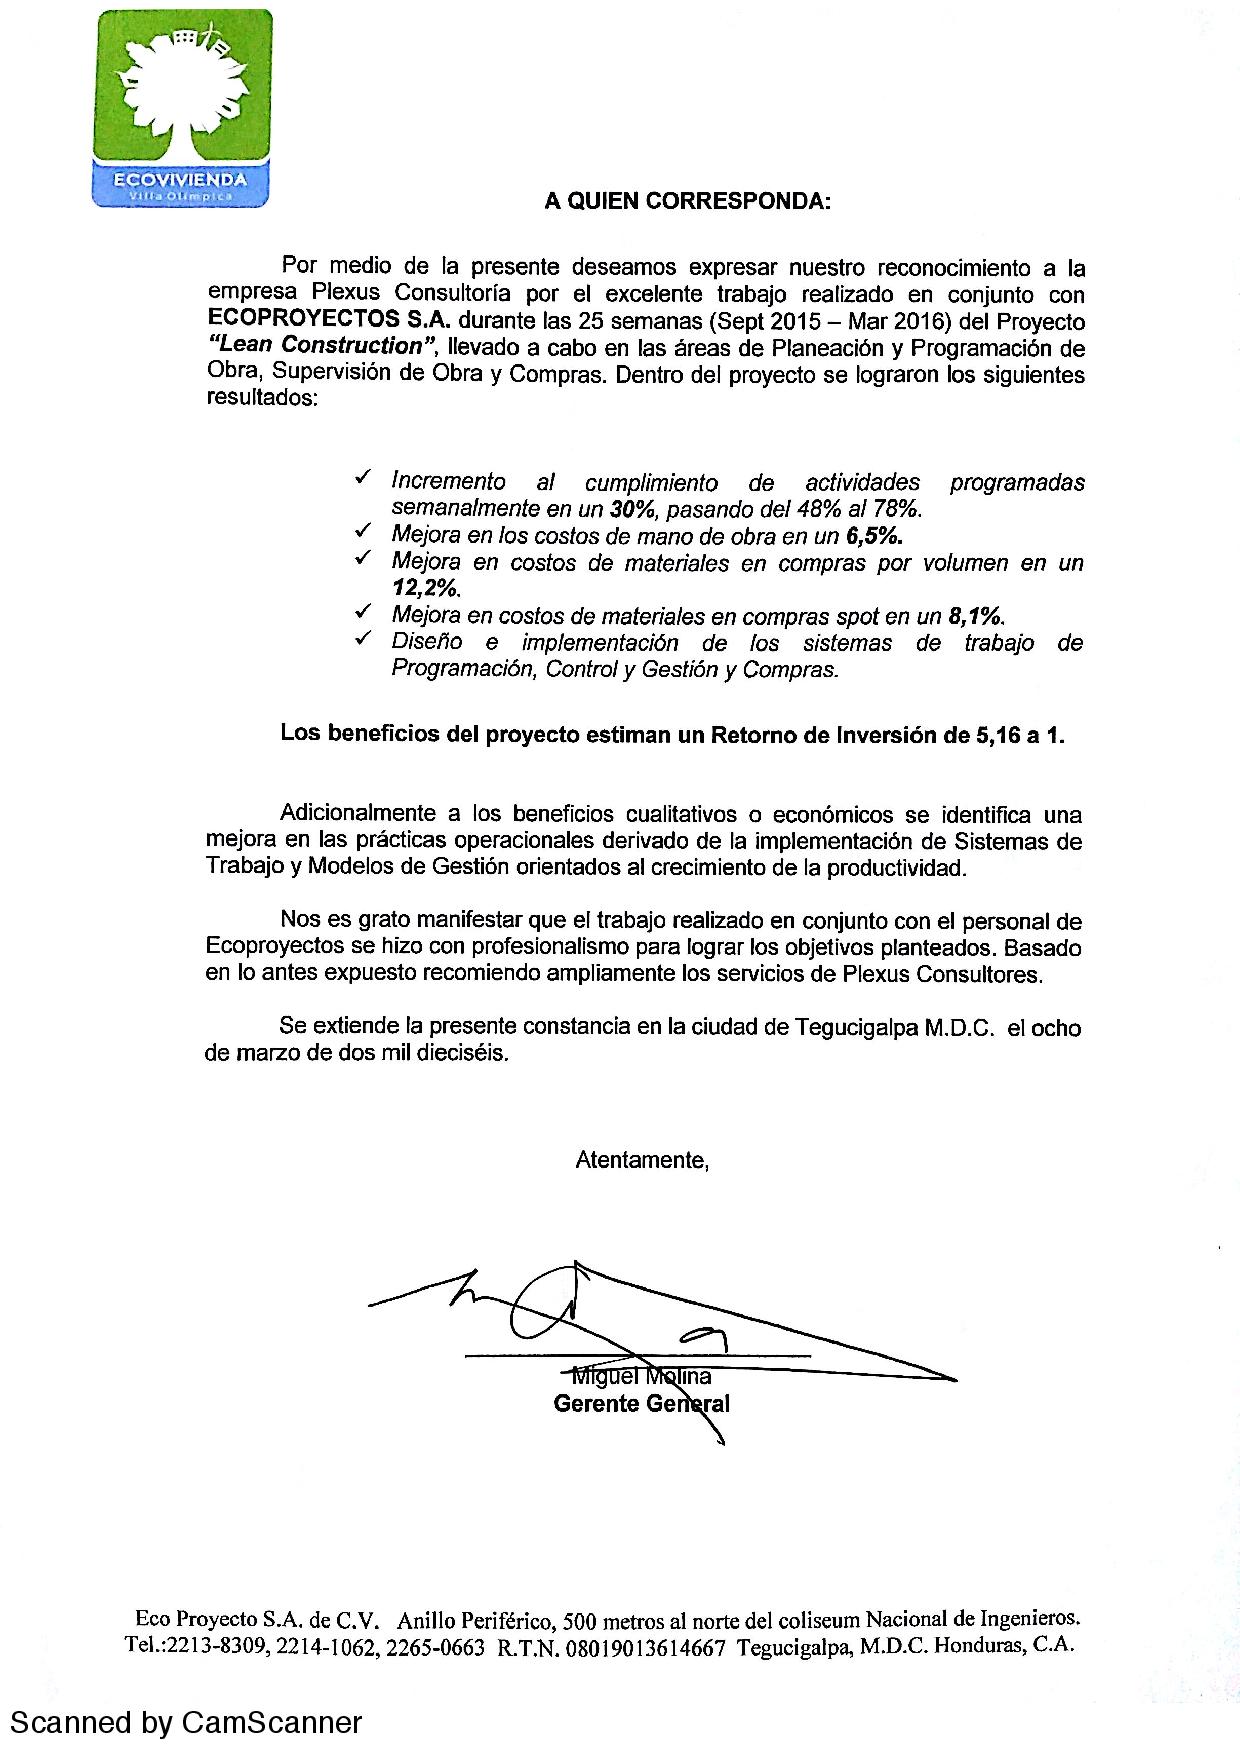 ECOVIVIENDA
Villa Olímpica
A QUIEN CORRESPONDA:
Por medio de la presente deseamos expresar nuestro reconocimiento a la
empresa Plexus Consultoría por el excelente trabajo realizado en conjunto con
ECOPROYECTOS S.A. durante las 25 semanas (Sept 2015 – Mar 2016) del Proyecto
“Lean Construction”, llevado a cabo en las áreas de Planeación y Programación de
Obra, Supervisión de Obra y Compras. Dentro del proyecto se lograron los siguientes
resultados:
✓ Incremento al cumplimiento de actividades programadas
semanalmente en un 30%, pasando del 48% al 78%.
✓ Mejora en los costos de mano de obra en un 6,5%.
✓ Mejora en costos de materiales en compras por volumen en un
12,2%.
✓ Mejora en costos de materiales en compras spot en un 8,1%.
✓ Diseño e implementación de los sistemas de trabajo de
Programación, Control y Gestión y Compras.
Los beneficios del proyecto estiman un Retorno de Inversión de 5,16 a 1.
Adicionalmente a los beneficios cualitativos o económicos se identifica una
mejora en las prácticas operacionales derivado de la implementación de Sistemas de
Trabajo y Modelos de Gestión orientados al crecimiento de la productividad.
Nos es grato manifestar que el trabajo realizado en conjunto con el personal de
Ecoproyectos se hizo con profesionalismo para lograr los objetivos planteados. Basado
en lo antes expuesto recomiendo ampliamente los servicios de Plexus Consultores.
Se extiende la presente constancia en la ciudad de Tegucigalpa M.D.C. el ocho
de marzo de dos mil dieciséis.
Atentamente,
Miguel Molina
Gerente General
Eco Proyecto S.A. de C.V. Anillo Periférico, 500 metros al norte del coliseum Nacional de Ingenieros.
Tel.:2213-8309, 2214-1062, 2265-0663 R.T.N. 08019013614667 Tegucigalpa, M.D.C. Honduras, C.A.
Scanned by CamScanner